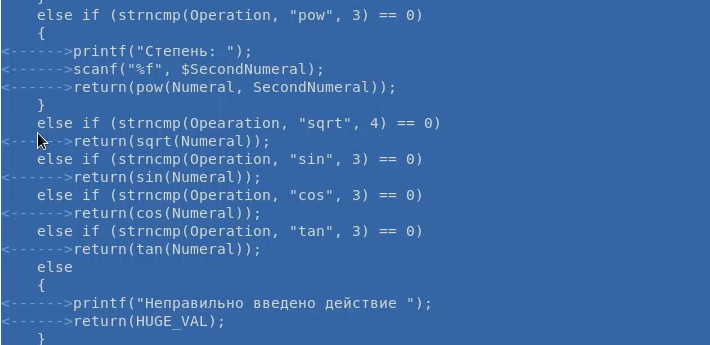 }
else if (strncmp(Operation, "pow", 3) == 0)
{
<------>printf("Степень: ");
<------>scanf("%f", $SecondNumeral);
<------>return(pow(Numeral, SecondNumeral));
}
else if (strncmp(Opearation, "sqrt", 4) == 0)
<------>return(sqrt(Numeral));
else if (strncmp(Operation, "sin", 3) == 0)
<------>return(sin(Numeral));
else if (strncmp(Operation, "cos", 3) == 0)
<------>return(cos(Numeral));
else if (strncmp(Operation, "tan", 3) == 0)
<------>return(tan(Numeral));
else
{
<------>printf("Неправильно введено действие ");
<------>return(HUGE_VAL);
}